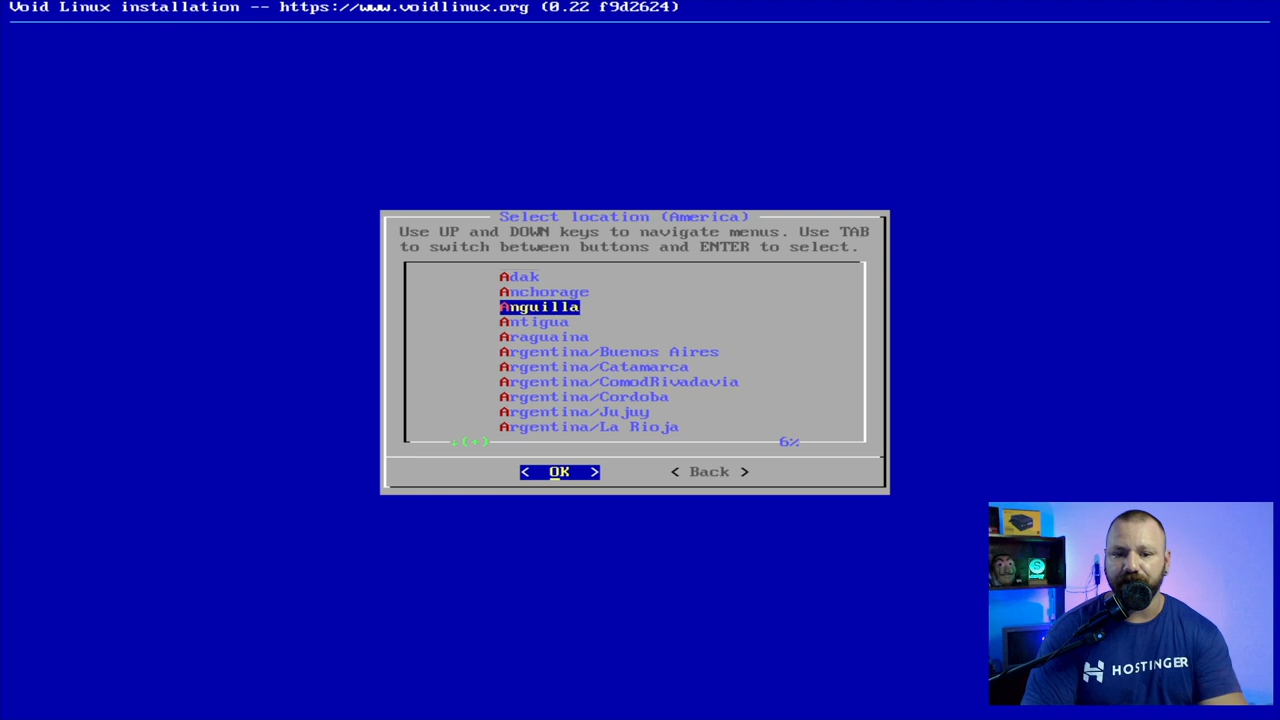 Void Linux installation -- https://www.voidlinux.org (0.22 f9d2624)
Select location (America)
Use UP and DOWN keys to navigate menus. Use TAB
to switch between buttons and ENTER to select.
Adak
Anchorage
Anguilla
Antigua
Araguaina
Argentina/Buenos Aires
Argentina/Catamarca
Argentina/ComodRivadavia
Argentina/Cordoba
Argentina/Jujuy
Argentina/La Rioja
↓(+) 6%
< OK > < Back >
HOSTINGER